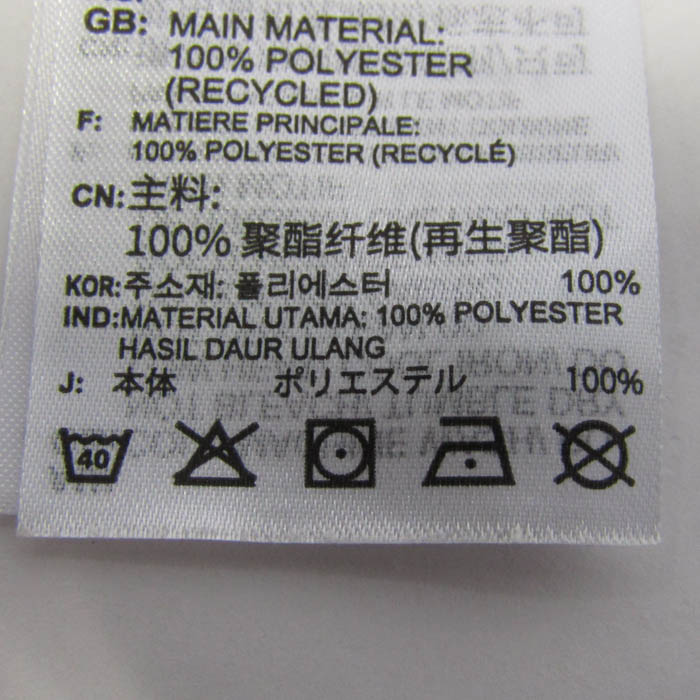 GB: MAIN MATERIAL:
100% POLYESTER
(RECYCLED)
F: MATIERE PRINCIPALE:
100% POLYESTER (RECYCLÉ)
CN:主料:
100% 聚酯纤维(再生聚酯)
KOR:주소재: 폴리에스터 100%
IND:MATERIAL UTAMA: 100% POLYESTER
HASIL DAUR ULANG
J: 本体 ポリエステル 100%
40